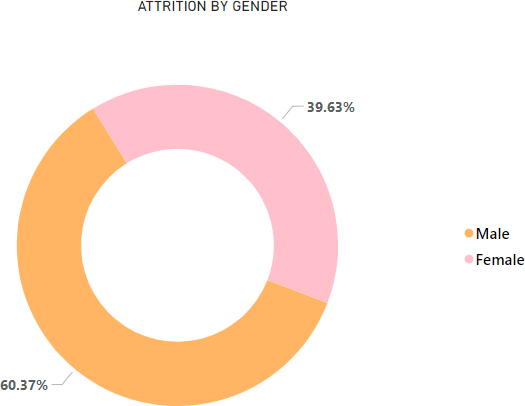 ATTRITION BY GENDER
39.63%
Male
Female
60.37%